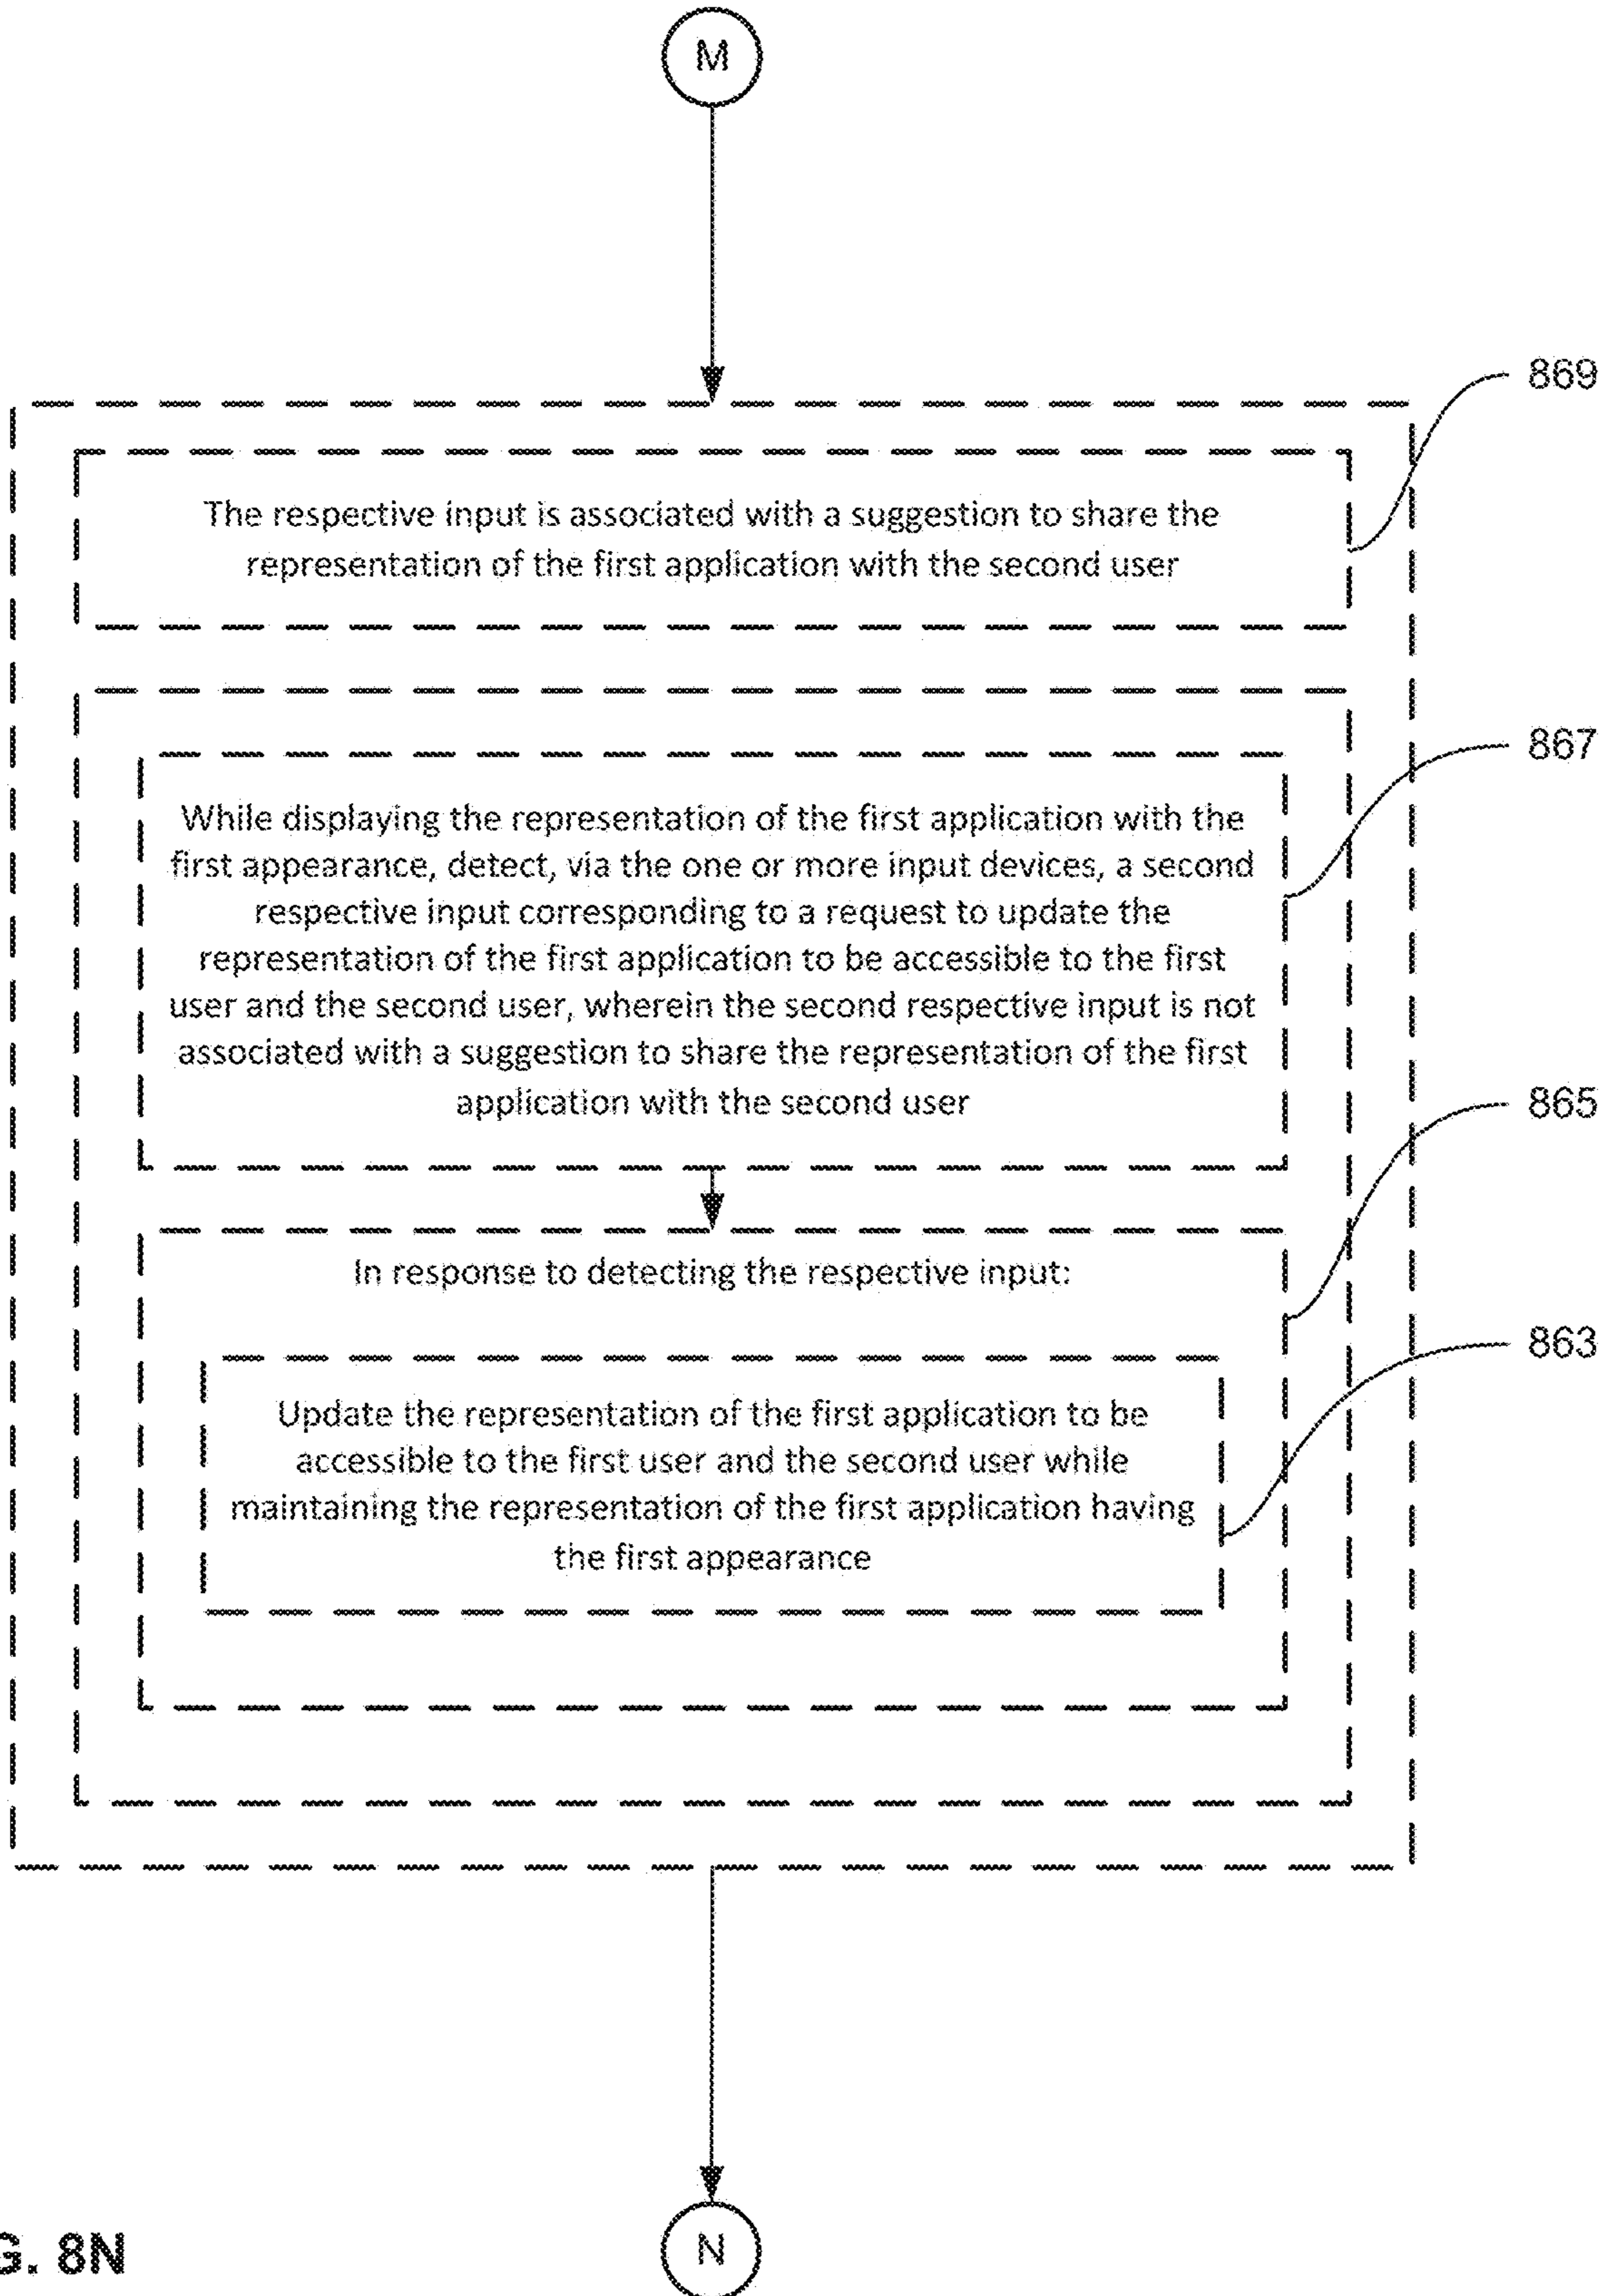 M
869
The respective input is associated with a suggestion to share the
representation of the first application with the second user
867
While displaying the representation of the first application with the
first appearance, detect, via the one or more input devices, a second
respective input corresponding to a request to update the
representation of the first application to be accessible to the first
user and the second user, wherein the second respective input is not
associated with a suggestion to share the representation of the first
application with the second user
865
In response to detecting the respective input:
863
Update the representation of the first application to be
accessible to the first user and the second user while
maintaining the representation of the first application having
the first appearance
G. 8N
N